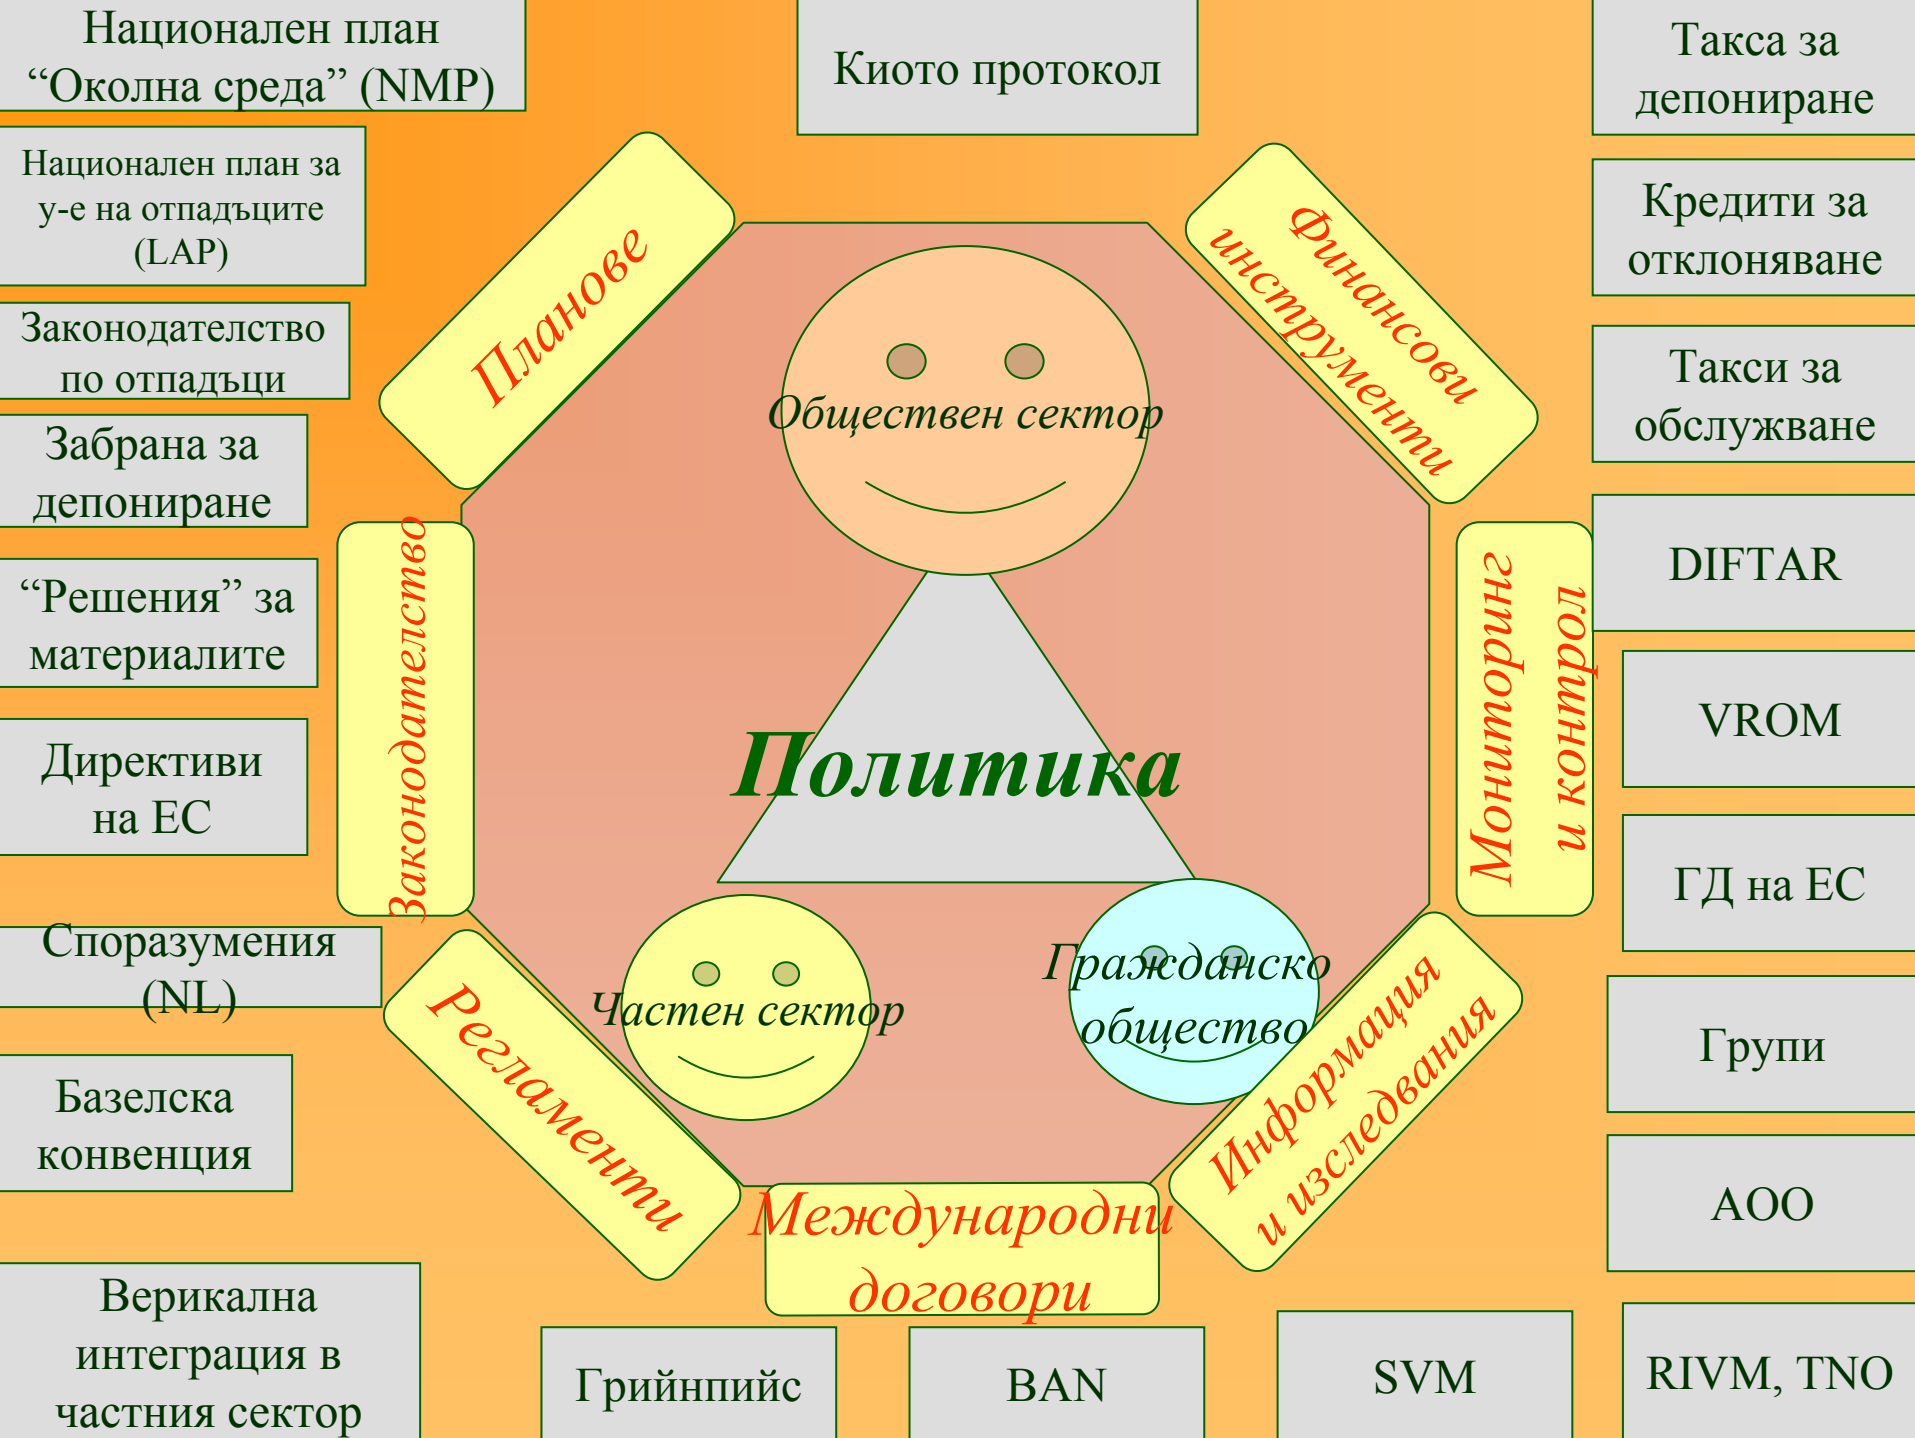 Национален план
“Околна среда” (NMP)
Киото протокол
Такса за
депониране
Национален план за
у-е на отпадъците
(LAP)
Кредити за
отклоняване
Законодателство
по отпадъци
Такси за
обслужване
Забрана за
депониране
DIFTAR
“Решения” за
материалите
VROM
Директиви
на ЕС
ГД на ЕС
Споразумения
(NL)
Групи
Базелска
конвенция
АОО
Верикална
интеграция в
частния сектор
Грийнпийс
BAN
SVM
RIVM, TNO
Планове
Финансови
инструменти
Законодателство
Мониторинг
и контрол
Регламенти
Международни
договори
Информация
и изследвания
Обществен сектор
Политика
Частен сектор
Гражданско
общество